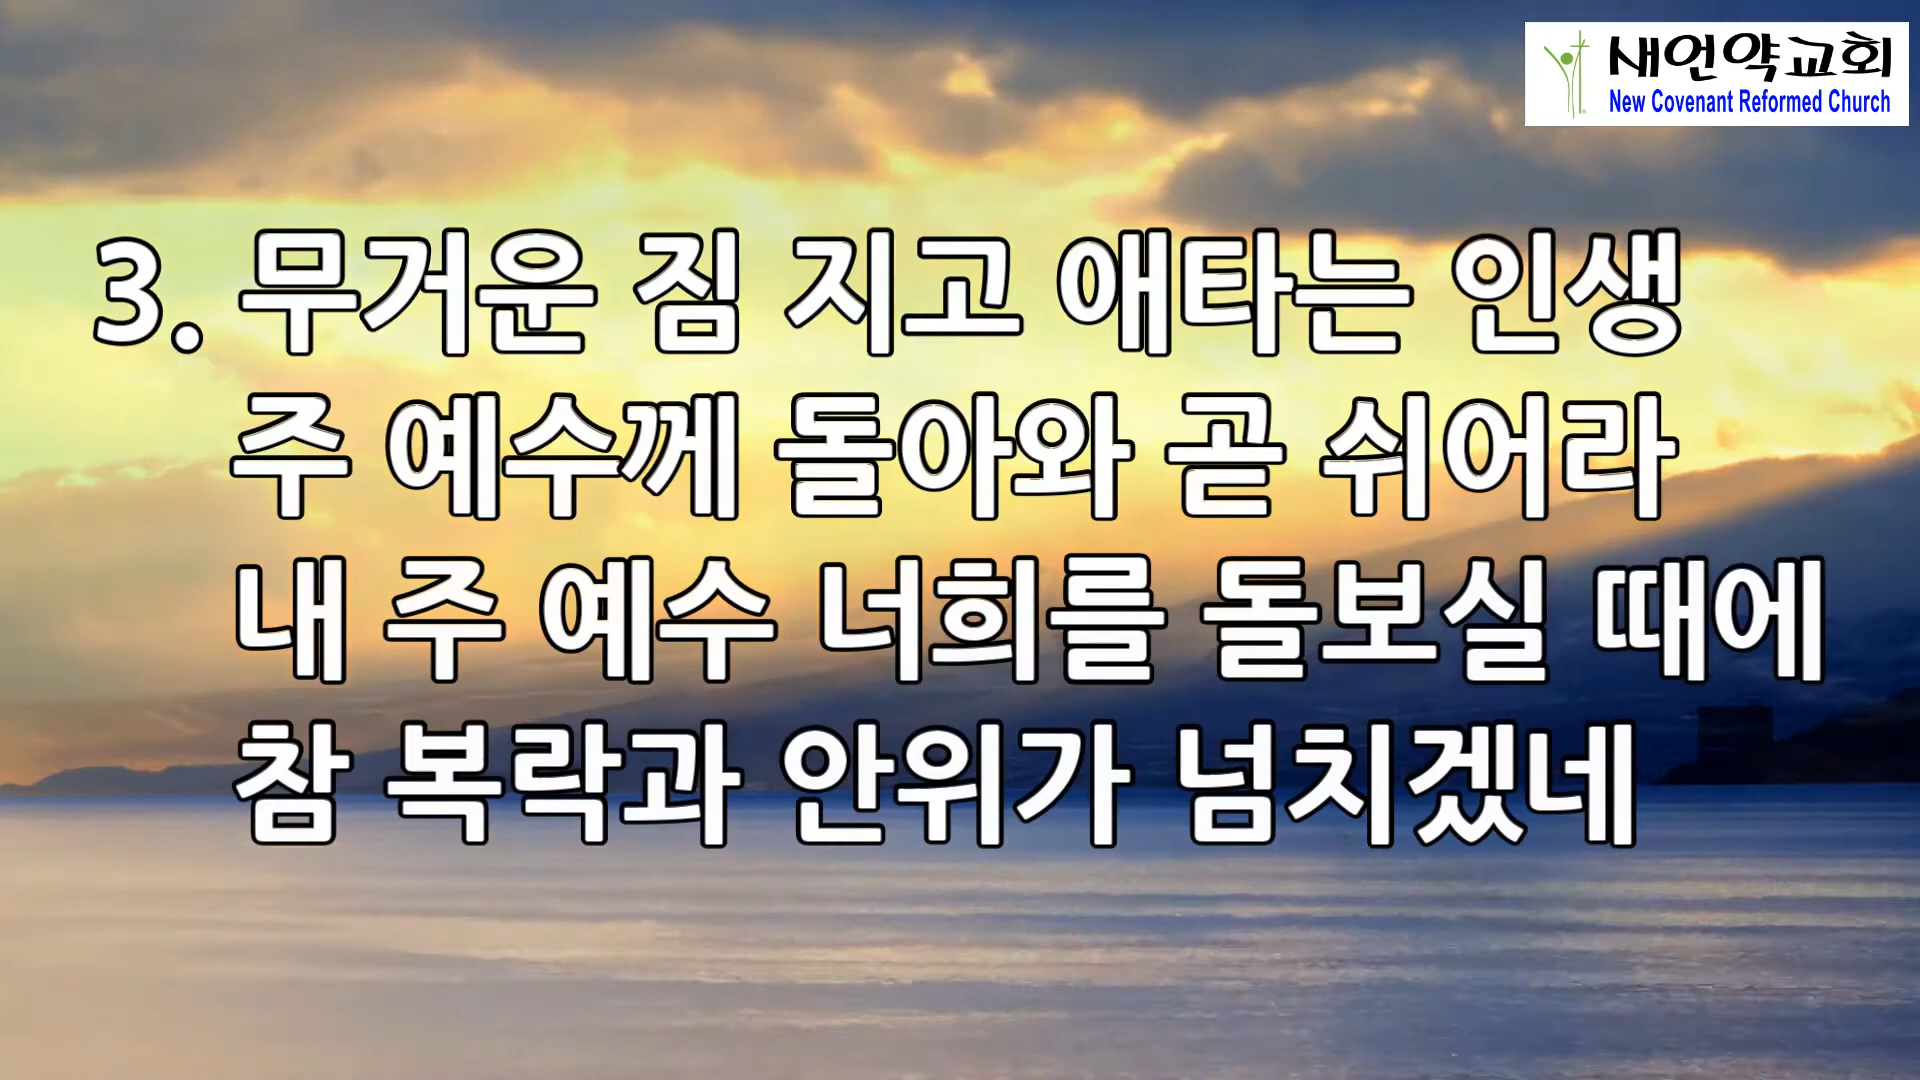 새언약교회
New Covenant Reformed Church
3. 무거운 짐 지고 애타는 인생
주 예수께 돌아와 곧 쉬어라
내 주 예수 너희를 돌보실 때에
참 복락과 안위가 넘치겠네